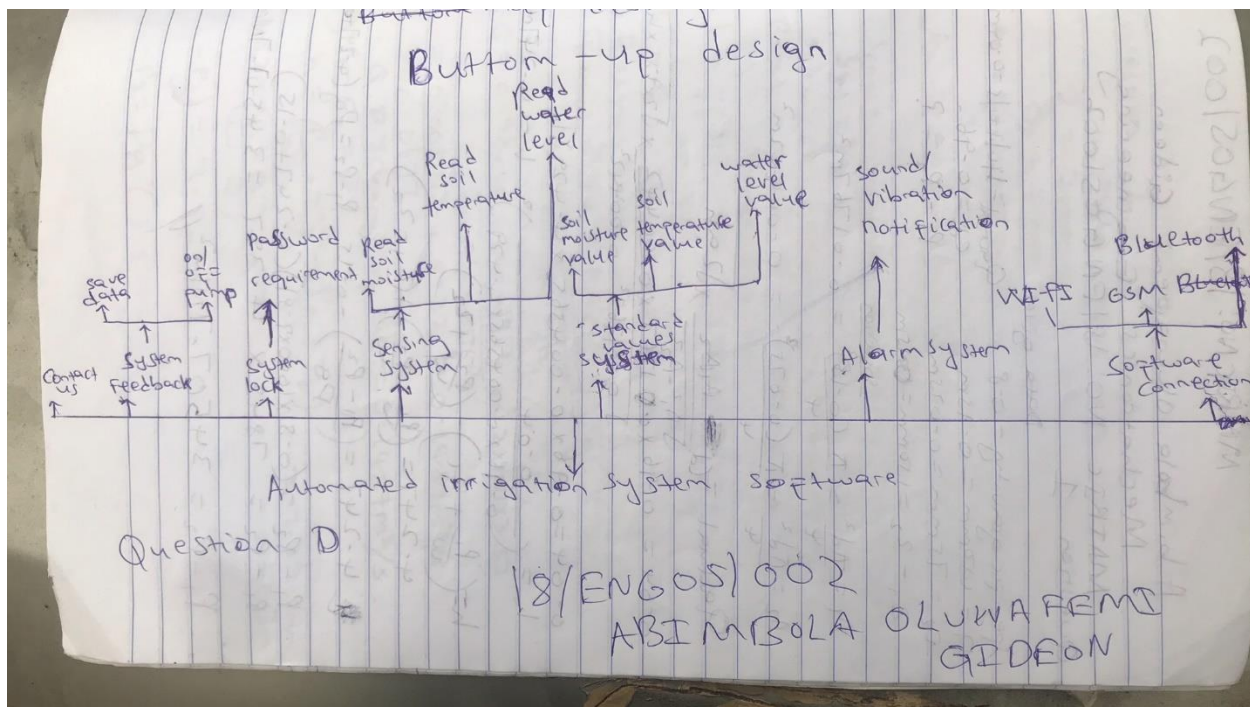 Buttom-up design
Read
water
level
Read
soil
temperature
water
level
value
sound/
vibration
notification
soil
temperature
value
soil
moisture
value
Read
soil
moisture
password
requirement
on/
off
pump
save
data
Bluetooth
WIFI
GSM
Contact
us
System
Feedback
System
lock
Sensing
system
standard
values
system
Alarm system
Software
Connection
Automated irrigation system software
Question D
18/ENG05/002
ABIMBOLA OLUWAFEMI
GIDEON